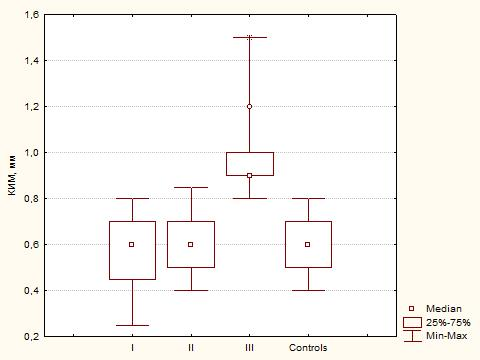 1,6
1,4
1,2
1,0
0,8
0,6
0,4
0,2
КИМ, мм
I
II
III
Controls
Median
25%-75%
Min-Max